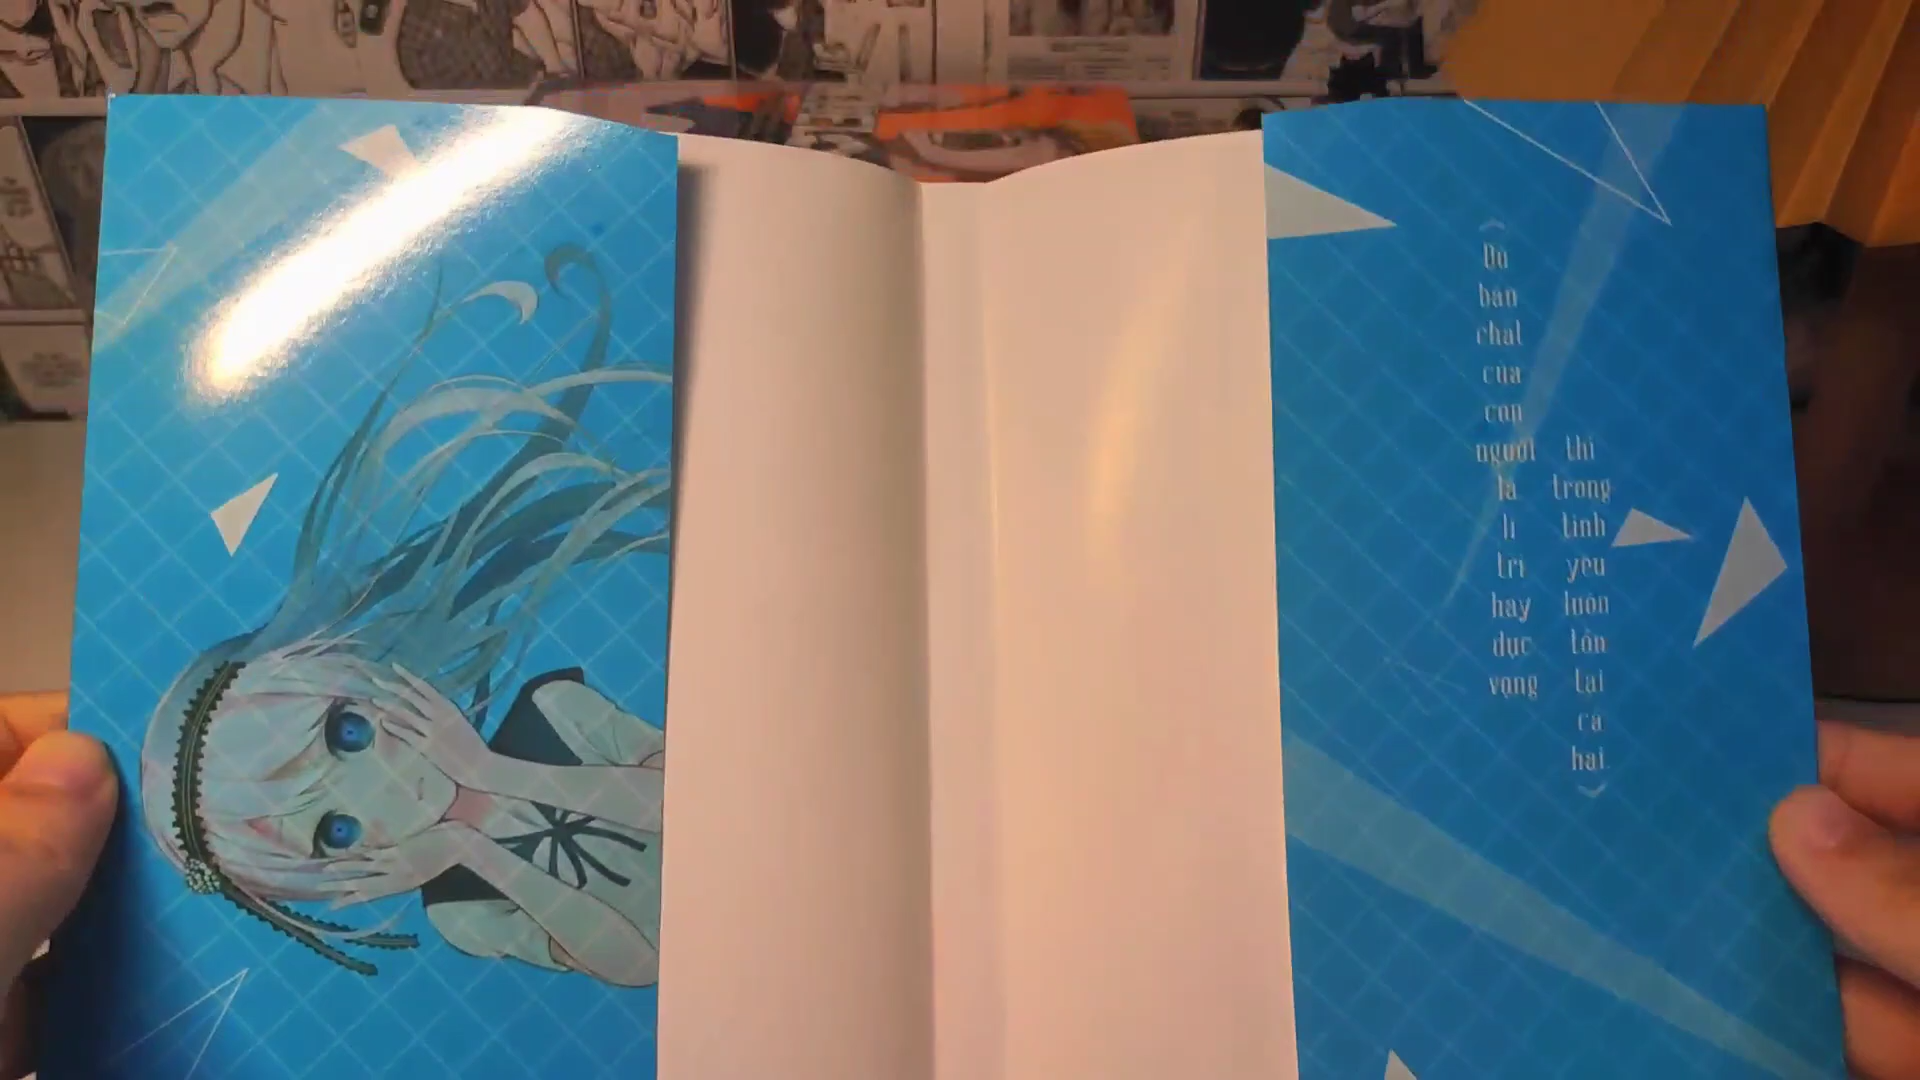 Dù bản chất của con người là lí trí hay dục vọng
thì trong tình yêu luôn tồn tại cả hai.